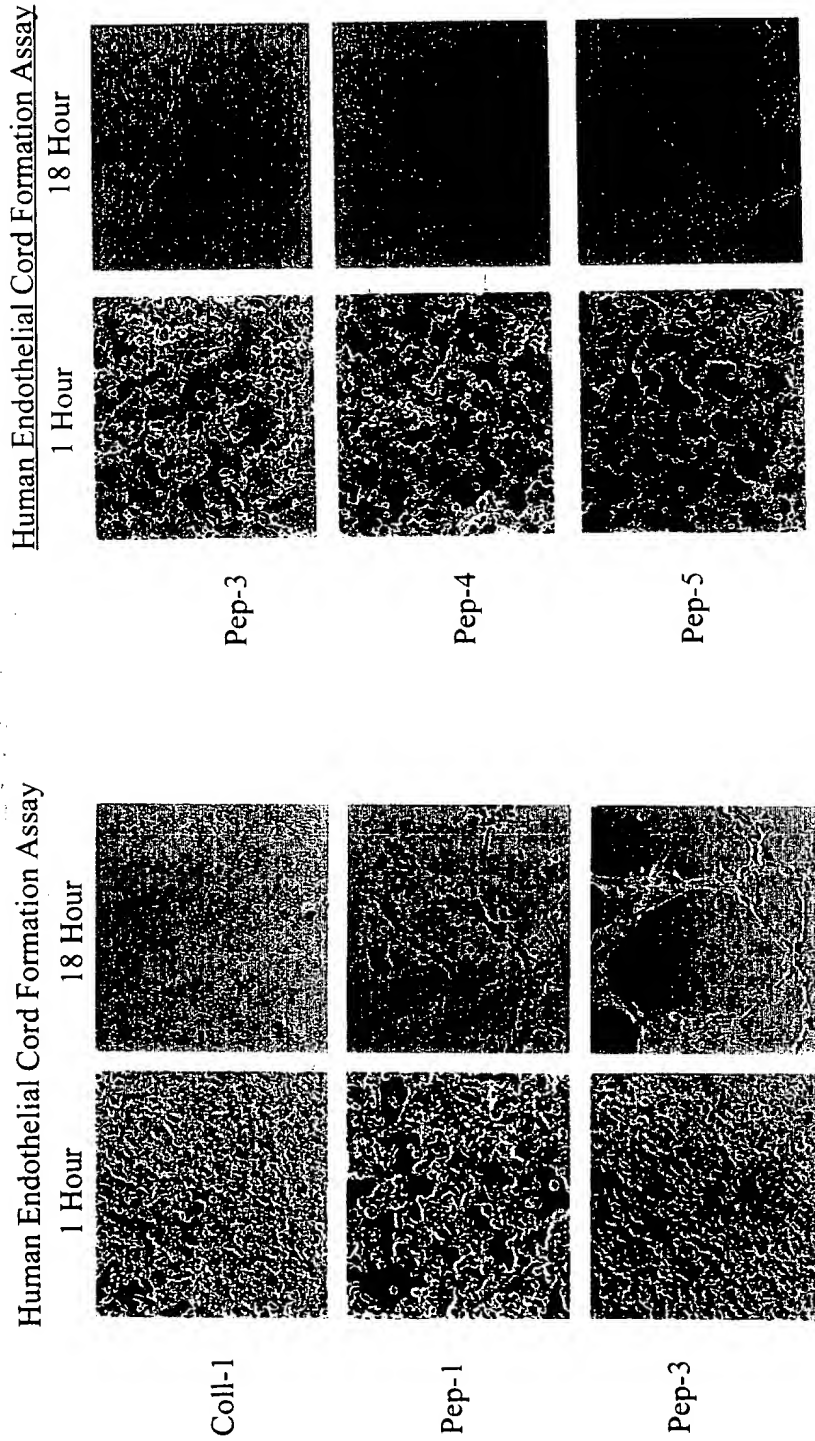 Human Endothelial Cord Formation Assay
1 Hour 18 Hour
Coll-1
Pep-1
Pep-3
Human Endothelial Cord Formation Assay
1 Hour 18 Hour
Pep-3
Pep-4
Pep-5